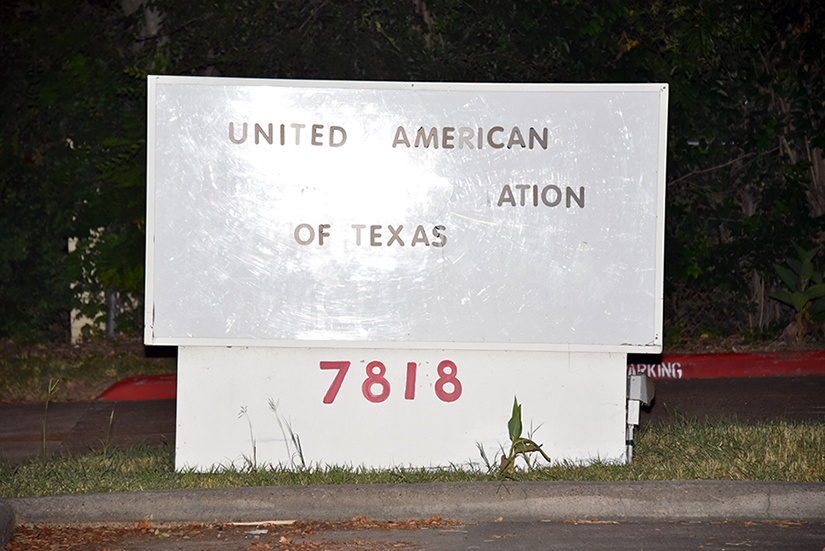 UNITED AMERICAN
ATION
OF TEXAS
7818
ARKING